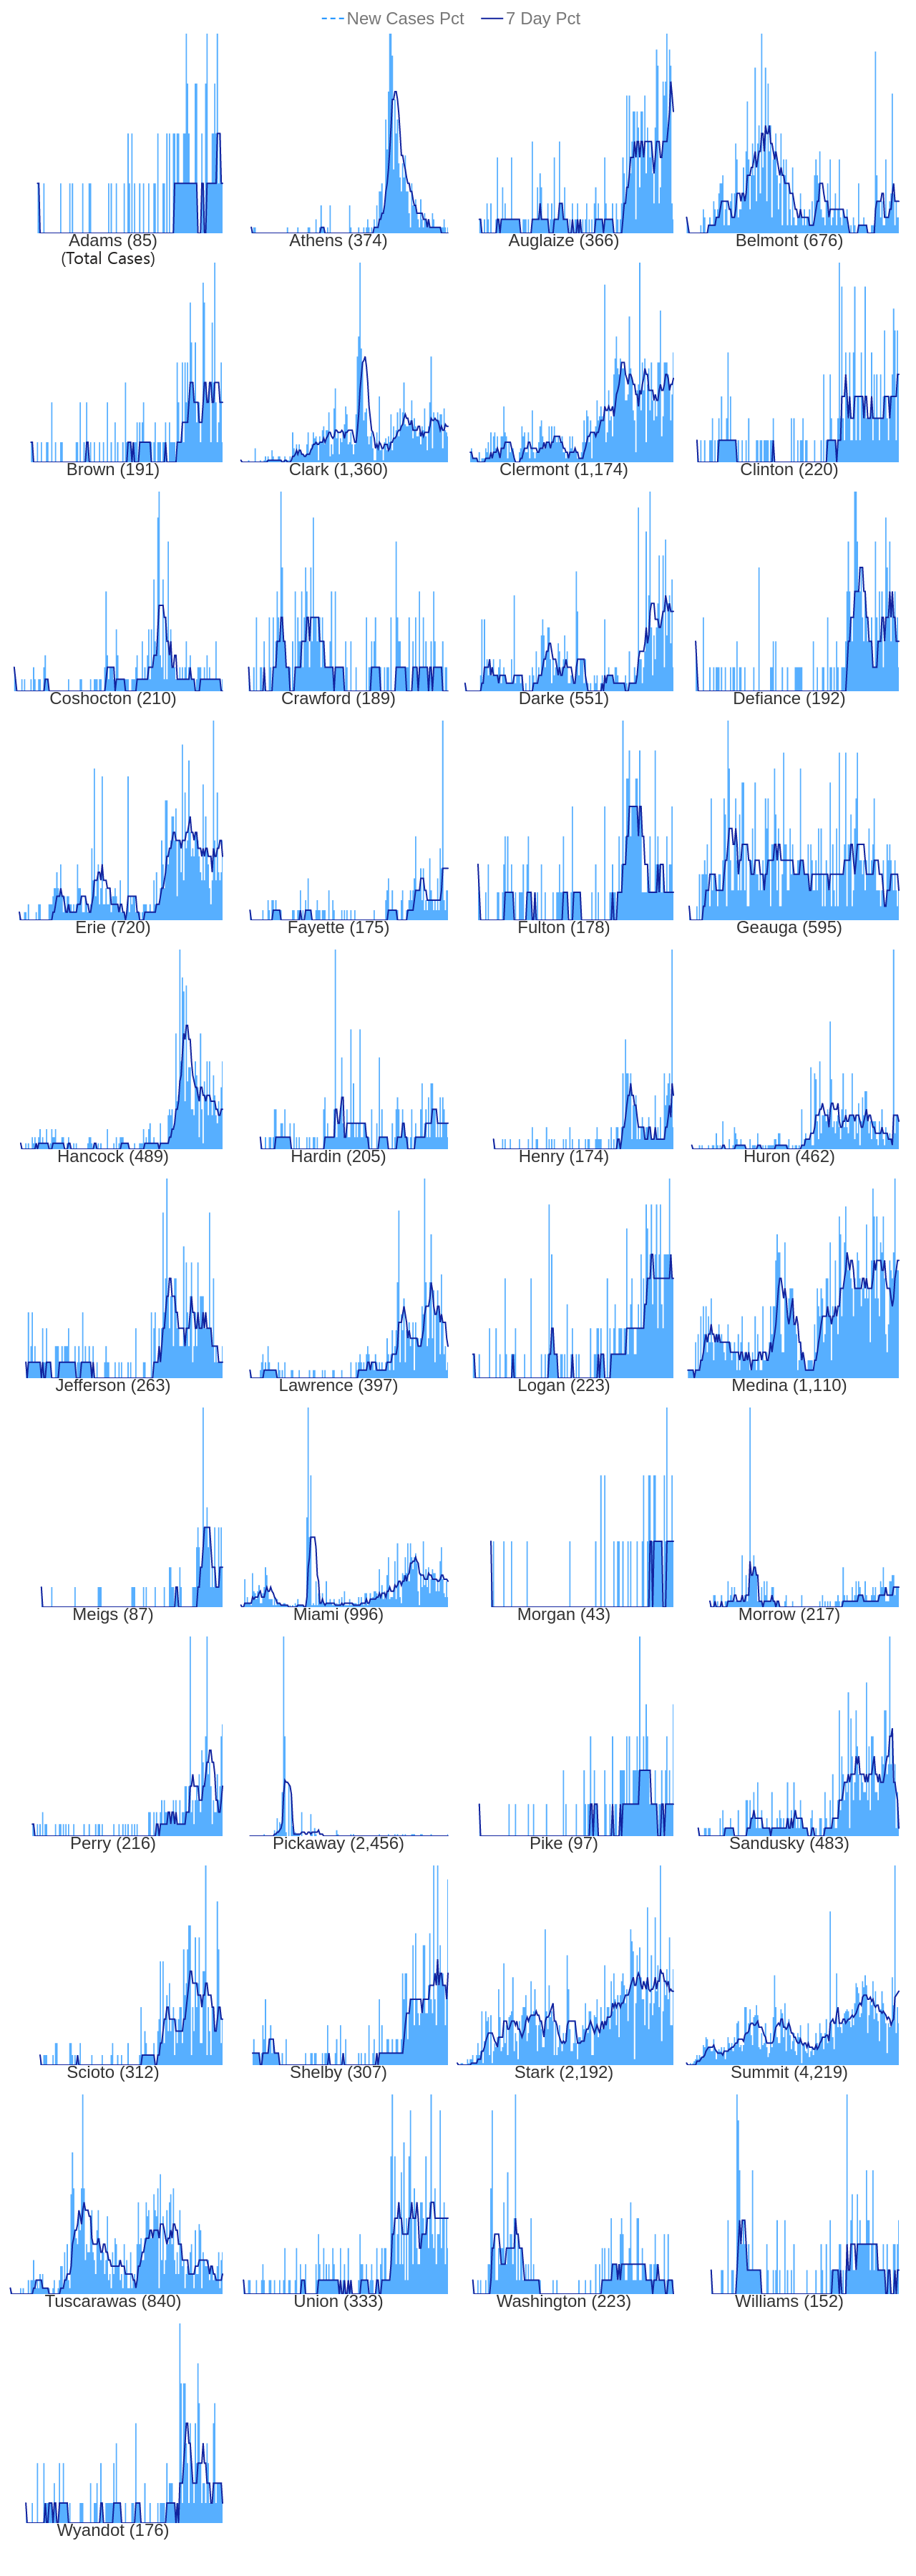 New Cases Pct 7 Day Pct
Adams (85) Athens (374) Auglaize (366) Belmont (676)
(Total Cases)
Brown (191) Clark (1,360) Clermont (1,174) Clinton (220)
Coshocton (210) Crawford (189) Darke (551) Defiance (192)
Erie (720) Fayette (175) Fulton (178) Geauga (595)
Hancock (489) Hardin (205) Henry (174) Huron (462)
Jefferson (263) Lawrence (397) Logan (223) Medina (1,110)
Meigs (87) Miami (996) Morgan (43) Morrow (217)
Perry (216) Pickaway (2,456) Pike (97) Sandusky (483)
Scioto (312) Shelby (307) Stark (2,192) Summit (4,219)
Tuscarawas (840) Union (333) Washington (223) Williams (152)
Wyandot (176)